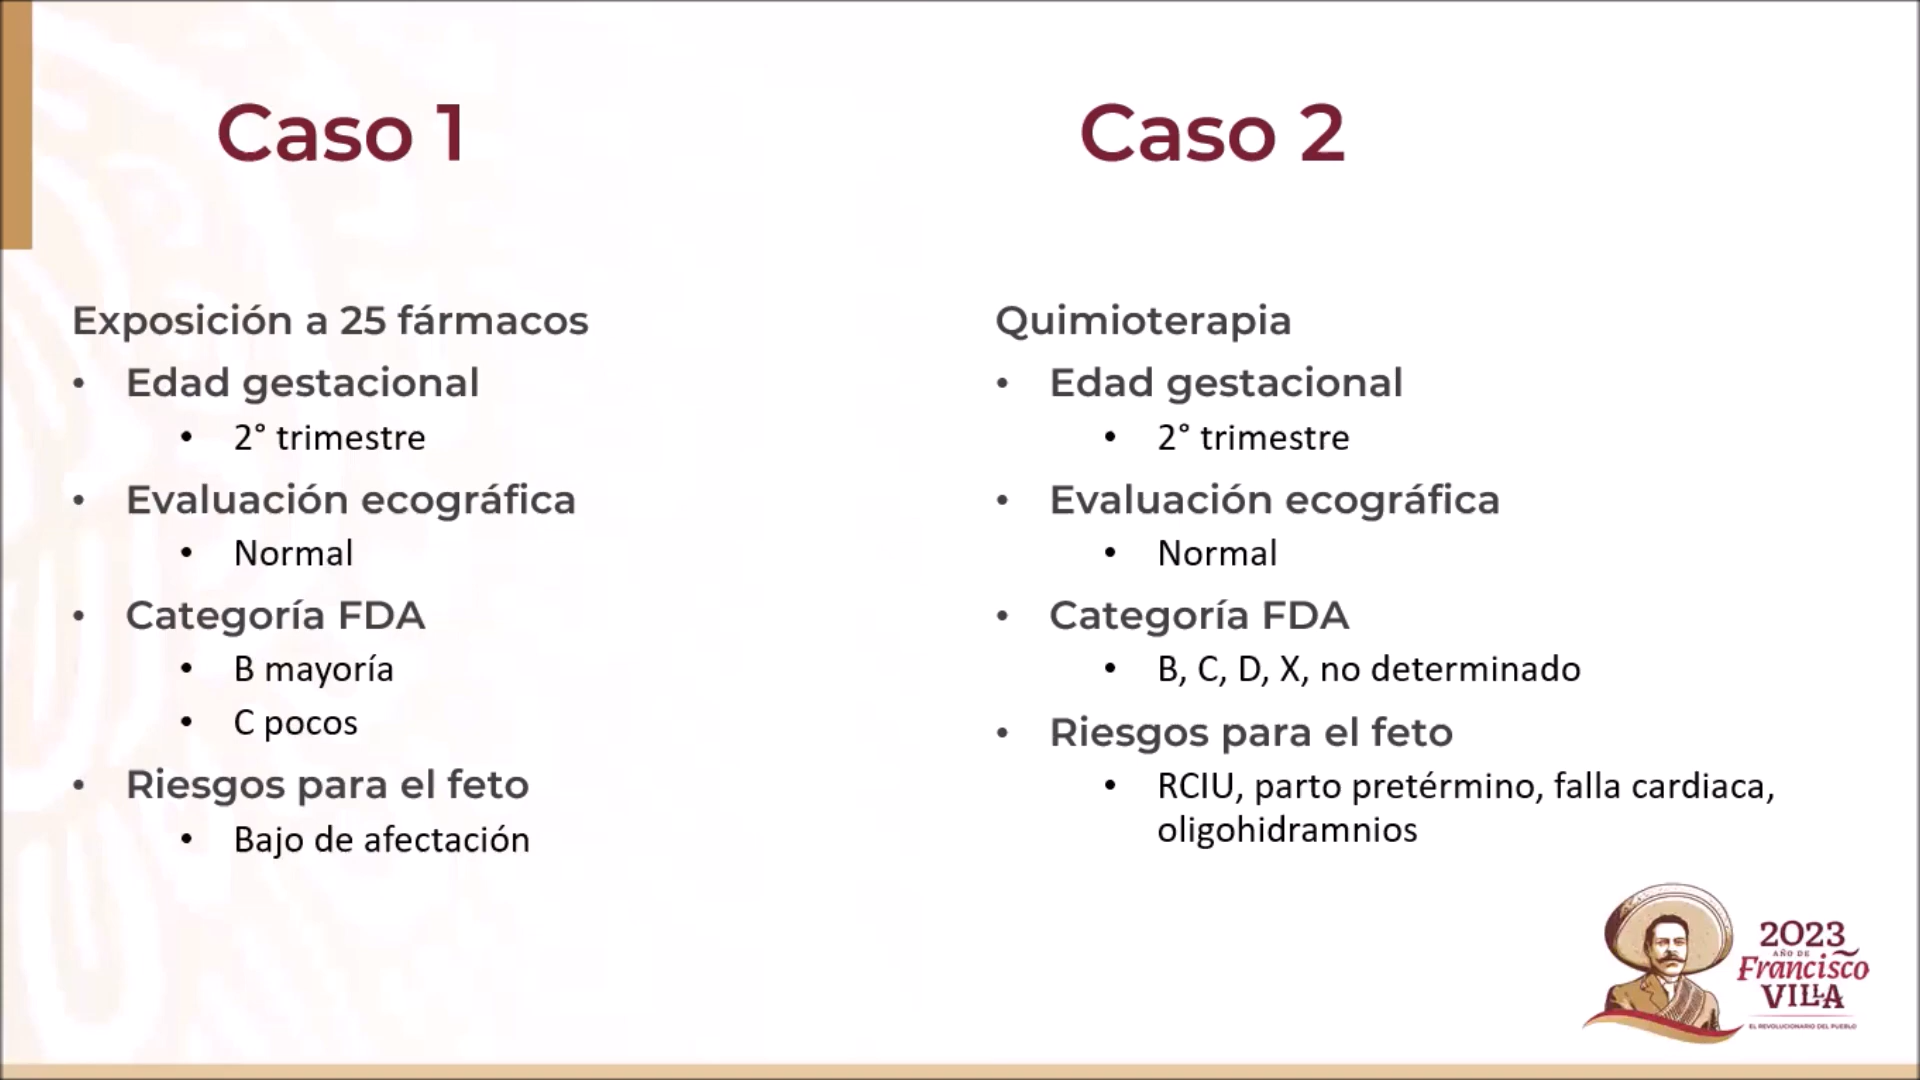 Caso 1
Exposición a 25 fármacos
• Edad gestacional
• 2° trimestre
• Evaluación ecográfica
• Normal
• Categoría FDA
• B mayoría
• C pocos
• Riesgos para el feto
• Bajo de afectación
Caso 2
Quimioterapia
• Edad gestacional
• 2° trimestre
• Evaluación ecográfica
• Normal
• Categoría FDA
• B, C, D, X, no determinado
• Riesgos para el feto
• RCIU, parto pretérmino, falla cardiaca,
oligohidramnios
2023
AÑO DE
Francisco
VILLA
EL REVOLUCIONARIO DEL PUEBLO